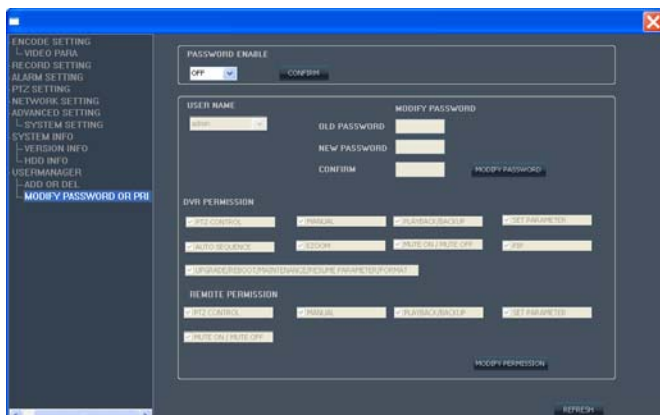 ENCODE SETTING
VIDEO PARA
RECORD SETTING
ALARM SETTING
PTZ SETTING
NETWORK SETTING
ADVANCED SETTING
SYSTEM SETTING
SYSTEM INFO
VERSION INFO
HDD INFO
USERMANAGER
ADD OR DEL
MODIFY PASSWORD OR PRI
PASSWORD ENABLE
OFF
CONFIRM
USER NAME
MODIFY PASSWORD
admin
OLD PASSWORD
NEW PASSWORD
CONFIRM
MODIFY PASSWORD
DVR PERMISSION
PTZ CONTROL
MANUAL
PLAYBACK/BACKUP
SET PARAMETER
AUTO SEQUENCE
EZOOM
MUTE ON / MUTE OFF
PIP
UPGRADE/REBOOT/MAINTENANCE/RESUME PARAMETER/FORMAT
REMOTE PERMISSION
PTZ CONTROL
MANUAL
PLAYBACK/BACKUP
SET PARAMETER
MUTE ON / MUTE OFF
MODIFY PERMISSION
REFRESH